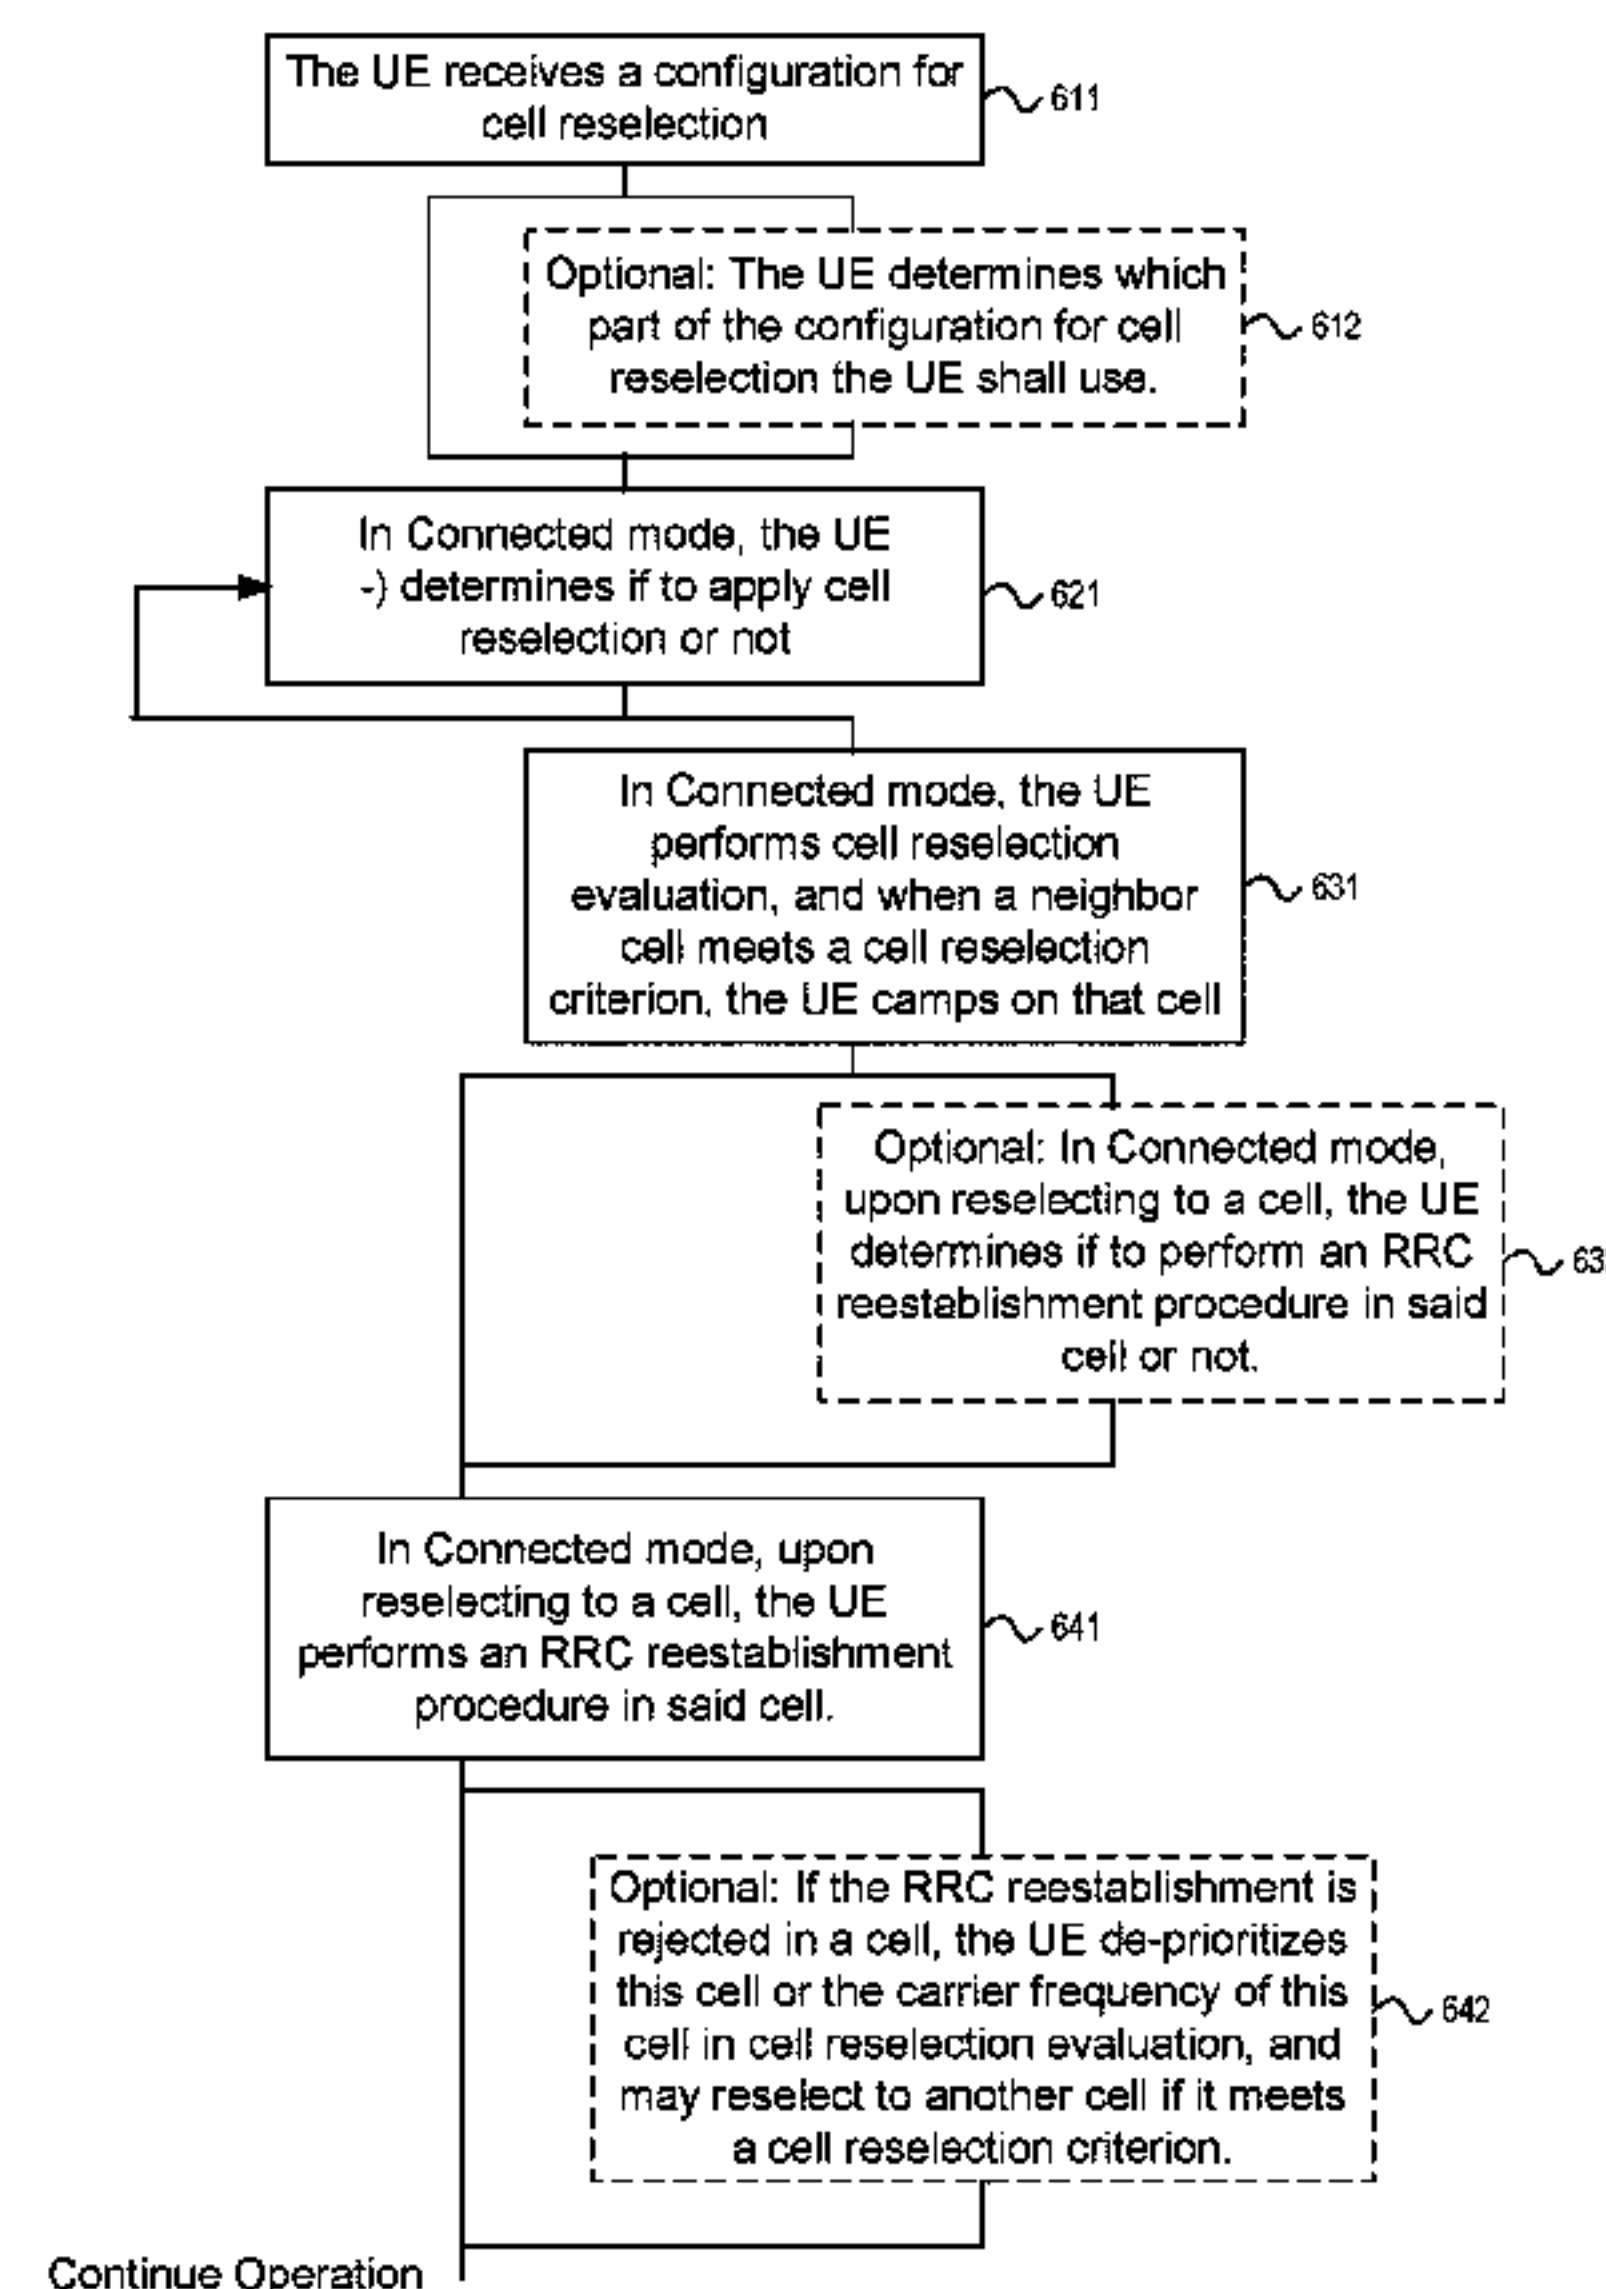 The UE receives a configuration for
cell reselection
611
Optional: The UE determines which
part of the configuration for cell
reselection the UE shall use.
612
In Connected mode, the UE
-) determines if to apply cell
reselection or not
621
In Connected mode, the UE
performs cell reselection
evaluation, and when a neighbor
cell meets a cell reselection
criterion, the UE camps on that cell
631
Optional: In Connected mode,
upon reselecting to a cell, the UE
determines if to perform an RRC
reestablishment procedure in said
cell or not.
63
In Connected mode, upon
reselecting to a cell, the UE
performs an RRC reestablishment
procedure in said cell.
641
Optional: If the RRC reestablishment is
rejected in a cell, the UE de-prioritizes
this cell or the carrier frequency of this
cell in cell reselection evaluation, and
may reselect to another cell if it meets
a cell reselection criterion.
642
Continue Operation